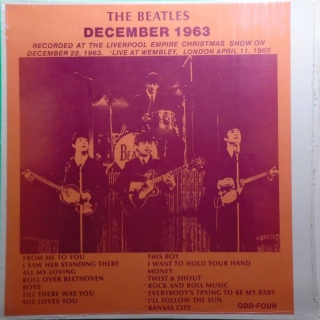 THE BEATLES
DECEMBER 1963
RECORDED AT THE LIVERPOOL EMPIRE CHRISTMAS SHOW ON
DECEMBER 22, 1963. *LIVE AT WEMBLEY, LONDON APRIL 11, 1965
BEA
FROM ME TO YOU
I SAW HER STANDING THERE
ALL MY LOVING
ROLL OVER BEETHOVEN
BOYS
TILL THERE WAS YOU
SHE LOVES YOU
THIS BOY
I WANT TO HOLD YOUR HAND
MONEY
TWIST & SHOUT
*ROCK AND ROLL MUSIC
*EVERYBODY'S TRYING TO BE MY BABY
*I'LL FOLLOW THE SUN
*KANSAS CITY
ODD-FOUR